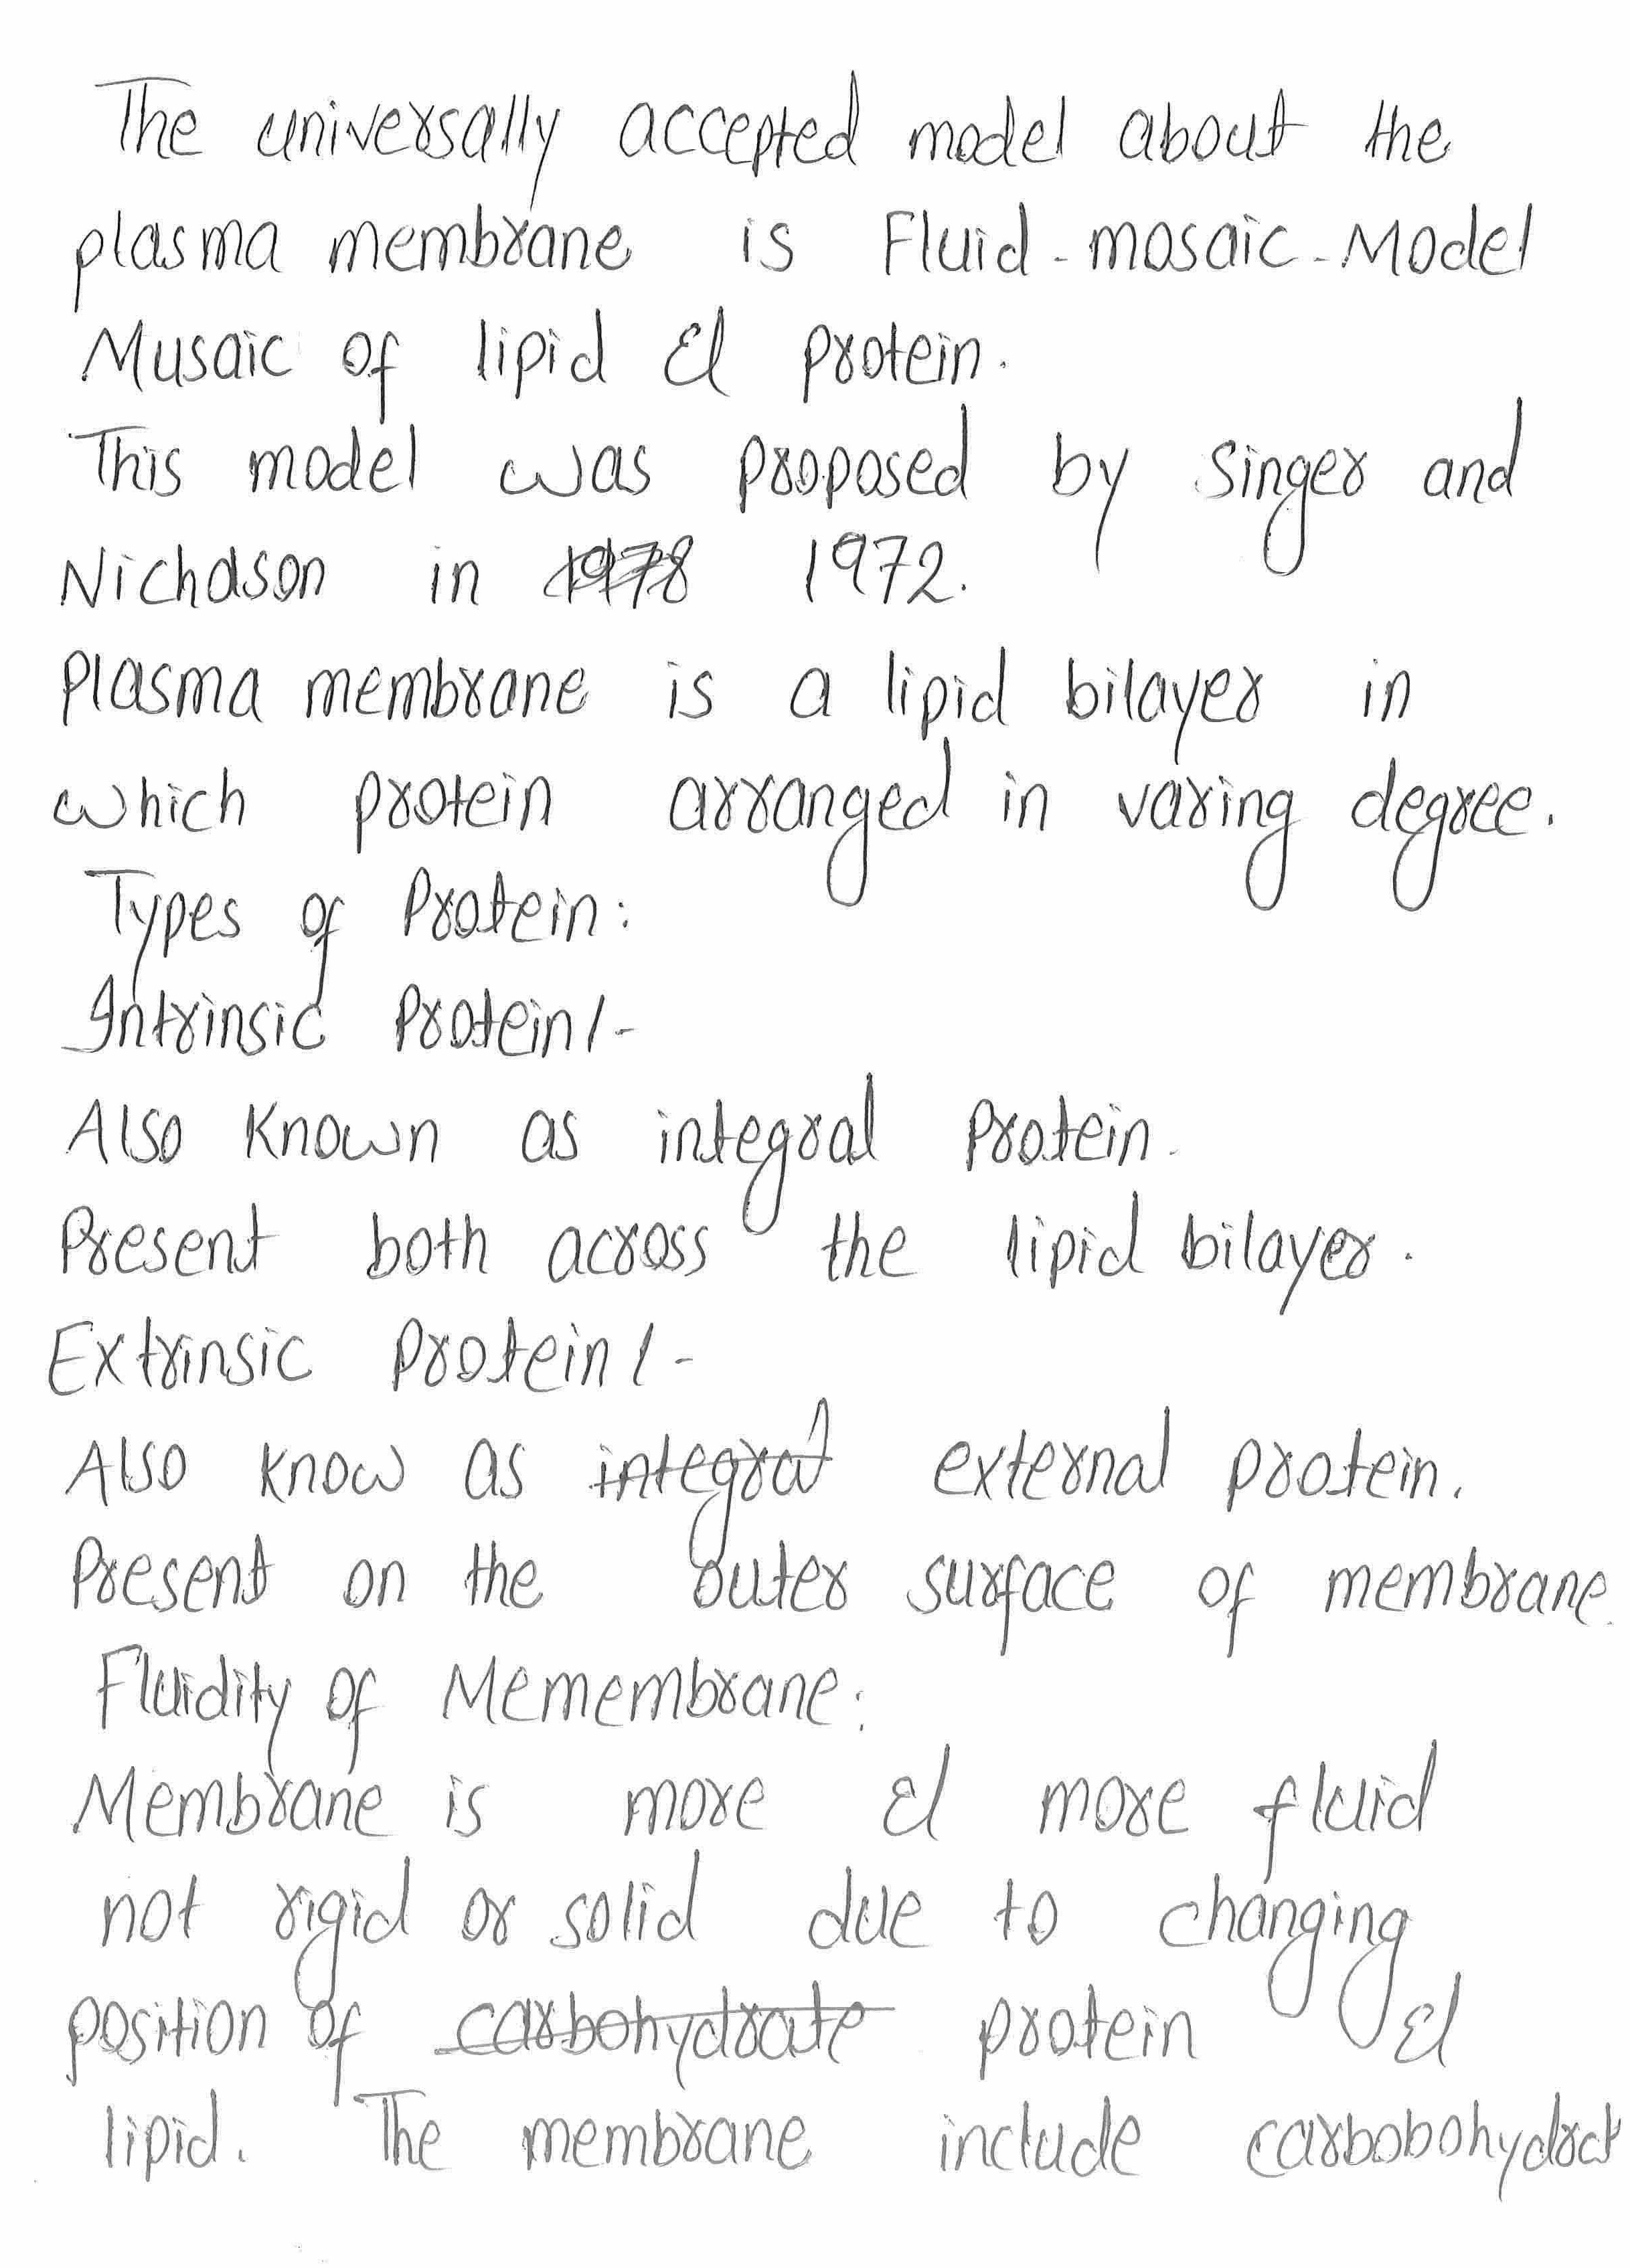 The universally accepted model about the
plasma membrane is Fluid-mosaic-Model
Musaic of lipid & protein.
This model was proposed by Singer and
Nicholson in 1978 1972.
Plasma membrane is a lipid bilayer in
which protein arranged in varing degree.
Types of Protein:
Intrinsic Protein/-
Also Known as integral Protein.
Present both across the lipid bilayer.
Extrinsic Protein/-
Also know as integral external protein.
Present on the outer surface of membrane.
Fluidity of Memembrane:
Membrane is more & more fluid
not rigid or solid due to changing
position of carbohydrate protein &
lipid. The membrane include